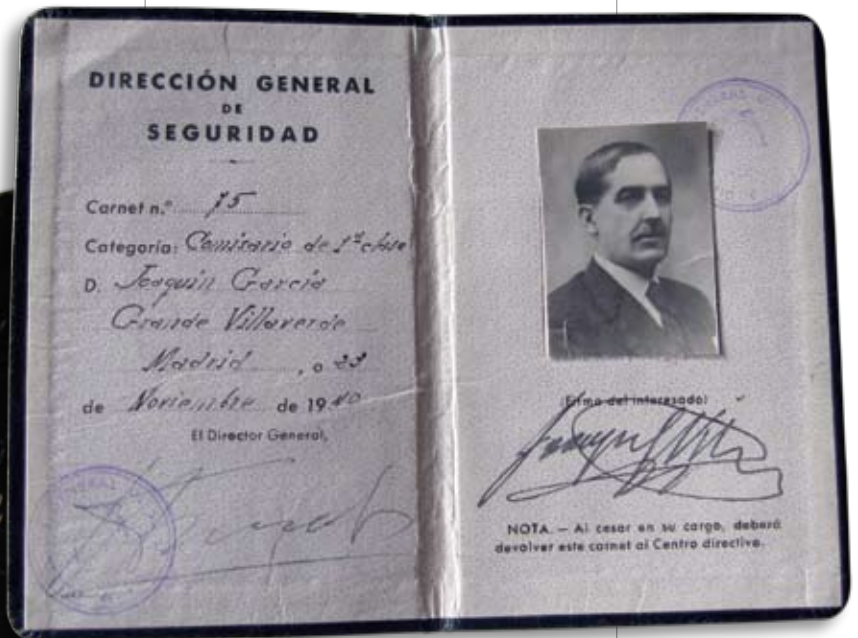 DIRECCIÓN GENERAL
DE
SEGURIDAD
Carnet n.º 75
Categoría: Comisario de 1ª clase
D. Joaquín García
Grande Villaverde
Madrid, a 23
de Noviembre de 1940
El Director General,
(Firma del interesado)
NOTA.— Al cesar en su cargo, deberá
devolver este carnet al Centro directivo.